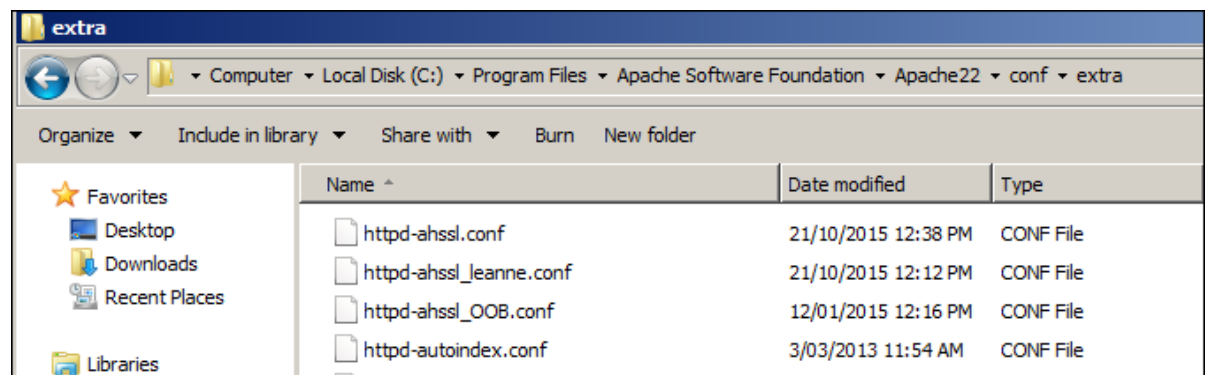 extra
Computer Local Disk (C:) Program Files Apache Software Foundation Apache22 conf extra
Organize Include in library Share with Burn New folder
Favorites
Desktop
Downloads
Recent Places
Libraries
Name Date modified Type
httpd-ahssl.conf 21/10/2015 12:38 PM CONF File
httpd-ahssl_leanne.conf 21/10/2015 12:12 PM CONF File
httpd-ahssl_OOB.conf 12/01/2015 12:16 PM CONF File
httpd-autoindex.conf 3/03/2013 11:54 AM CONF File